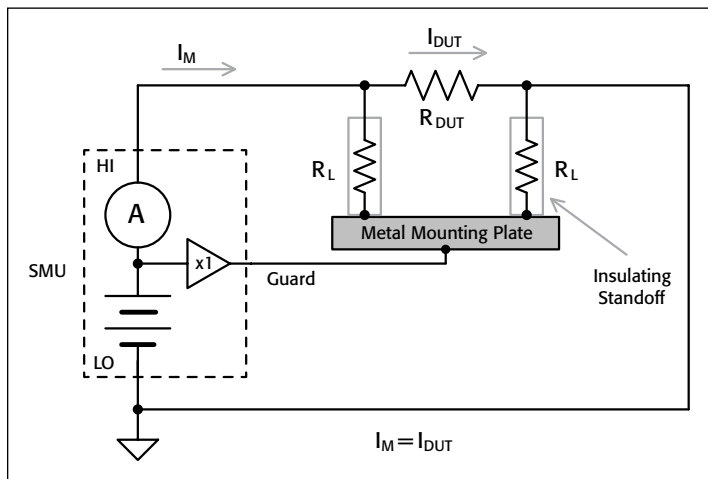 I_M
I_DUT
R_DUT
HI
R_L
R_L
A
Metal Mounting Plate
x1
SMU
Guard
Insulating
Standoff
LO
I_M = I_DUT